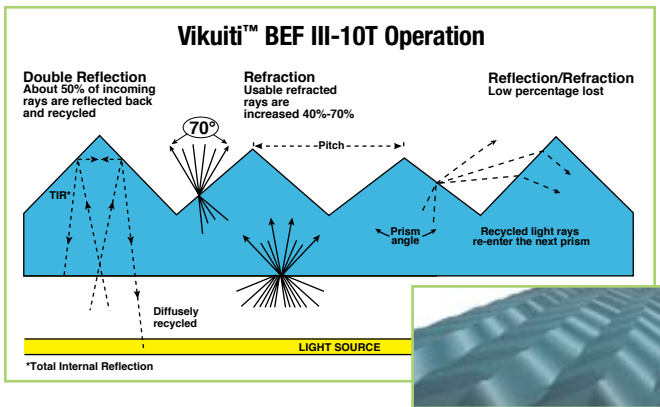 Vikuiti™ BEF III-10T Operation
Double Reflection
About 50% of incoming
rays are reflected back
and recycled
Refraction
Usable refracted
rays are
increased 40%-70%
Reflection/Refraction
Low percentage lost
70°
Pitch
TIR*
Prism
angle
Recycled light rays
re-enter the next prism
Diffusely
recycled
LIGHT SOURCE
*Total Internal Reflection